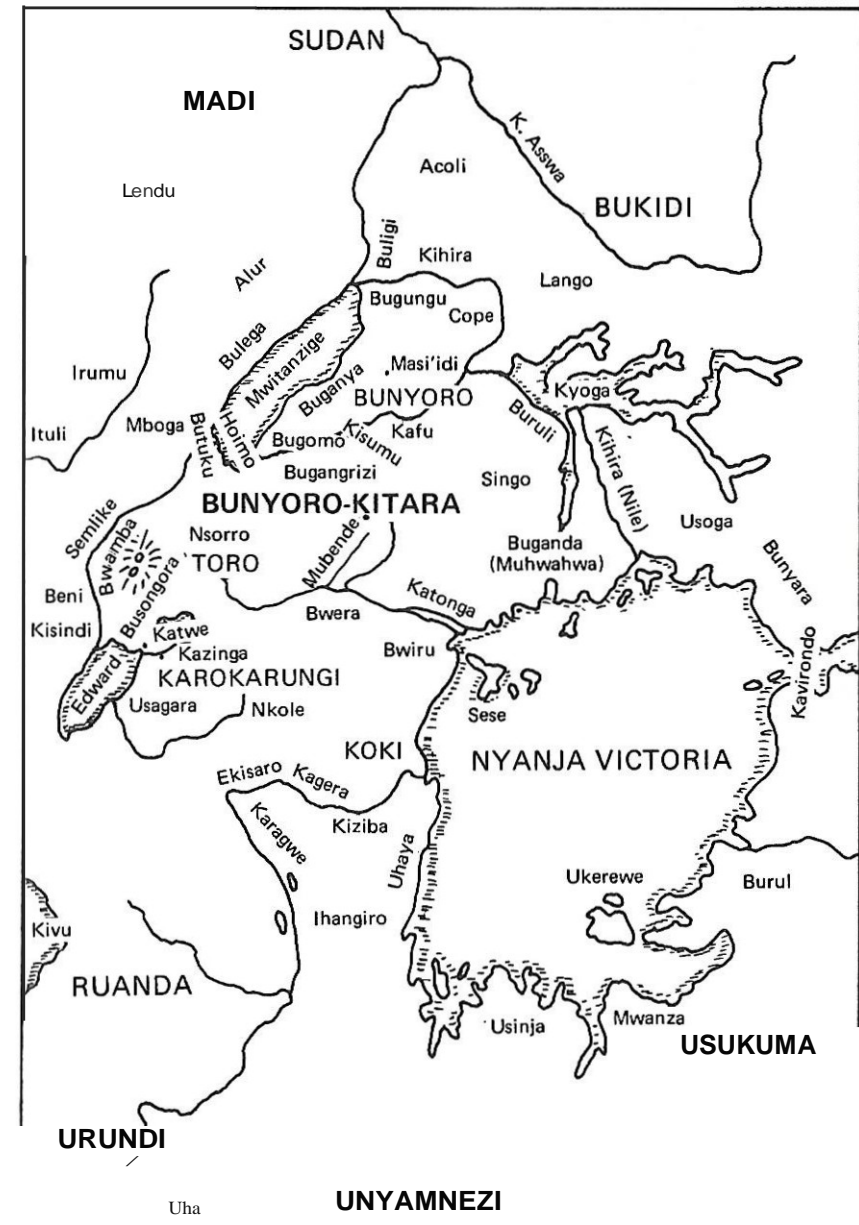 SUDAN
MADI
K. Asswa
Acoli
Lendu
BUKIDI
Buligi
Kihira
Alur
Lango
Bugungu
Cope
Bulega
Mwitanzige
Irumu
Masi'idi
Kyoga
Buganya
BUNYORO
Buruli
Mboga
Hoimo
Butuku
Ituli
Bugomo
Kisumu
Kafu
Kihira (Nile)
Bugangrizi
Singo
BUNYORO-KITARA
Usoga
Semlike
Nsorro
Bwamba
TORO
Mubende
Buganda
(Muhwahwa)
Bunyara
Beni
Busongora
Katonga
Kisindi
Katwe
Bwera
Kazinga
Bwiru
Kavirondo
Edward
KAROKARUNGI
Usagara
Nkole
Sese
KOKI
NYANJA VICTORIA
Ekisaro
Kagera
Karagwe
Kiziba
Uhaya
Ukerewe
Burul
Ihangiro
Kivu
RUANDA
Usinja
Mwanza
USUKUMA
URUNDI
Uha
UNYAMNEZI